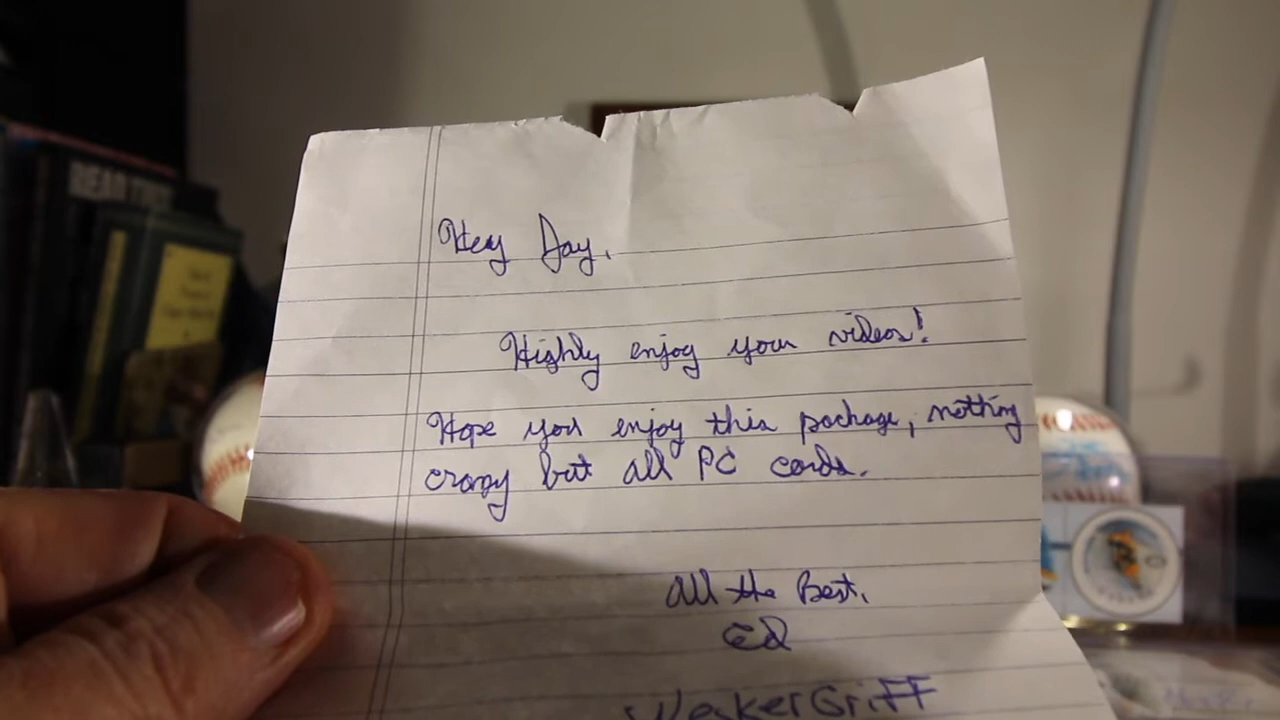 Hey Jay,
Highly enjoy your videos!
Hope you enjoy this package, nothing
crazy but all PC cards.
All the Best,
Ed